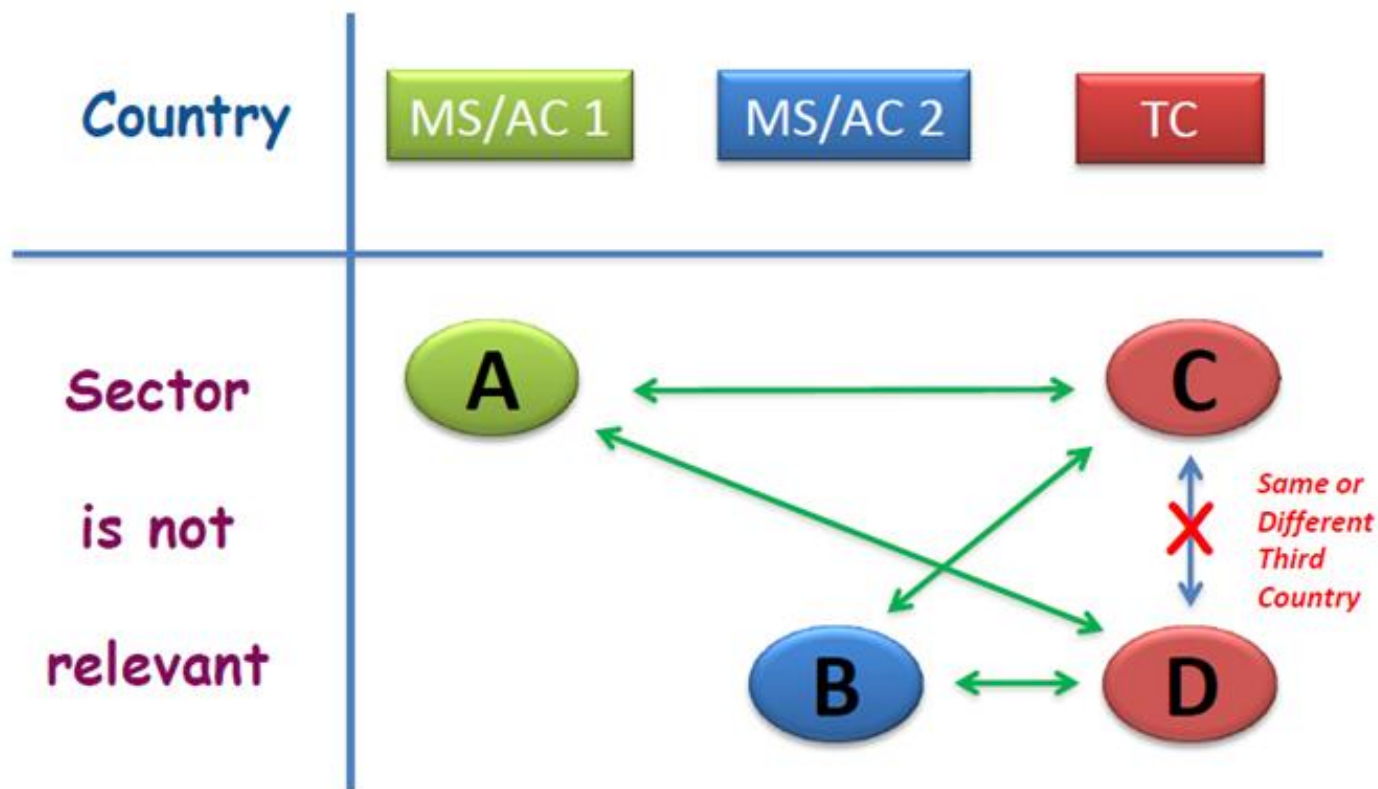 Country
MS/AC 1
MS/AC 2
TC
Sector
is not
relevant
A
C
Same or
Different
Third
Country
B
D